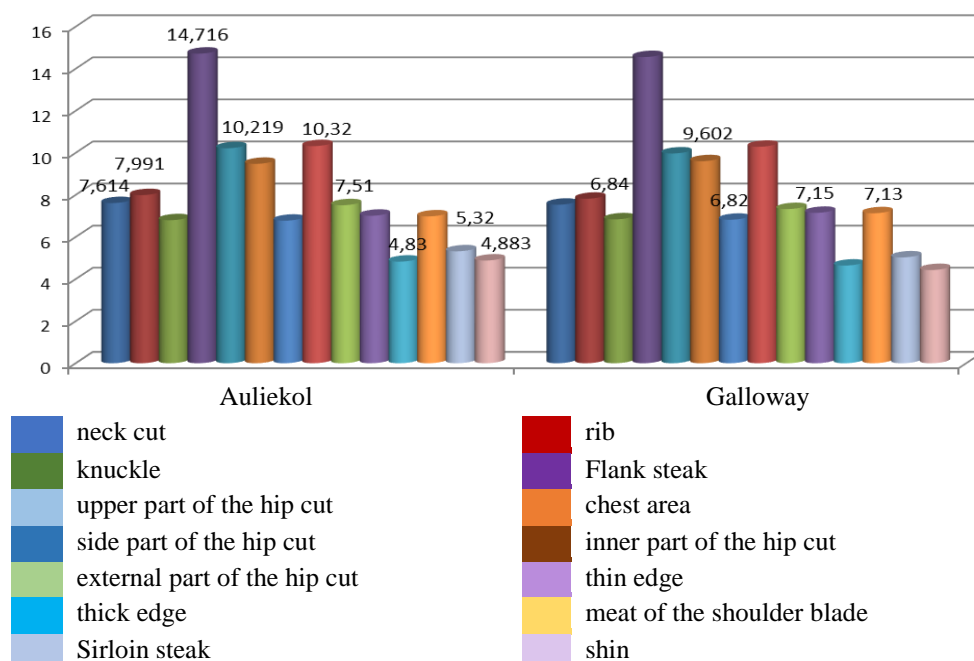 16
14
12
10
8
6
4
2
0
7,614
7,991
14,716
10,219
10,32
7,51
4,83
5,32
4,883
6,84
9,602
6,82
7,15
7,13
Auliekol Galloway
neck cut rib
knuckle Flank steak
upper part of the hip cut chest area
side part of the hip cut inner part of the hip cut
external part of the hip cut thin edge
thick edge meat of the shoulder blade
Sirloin steak shin